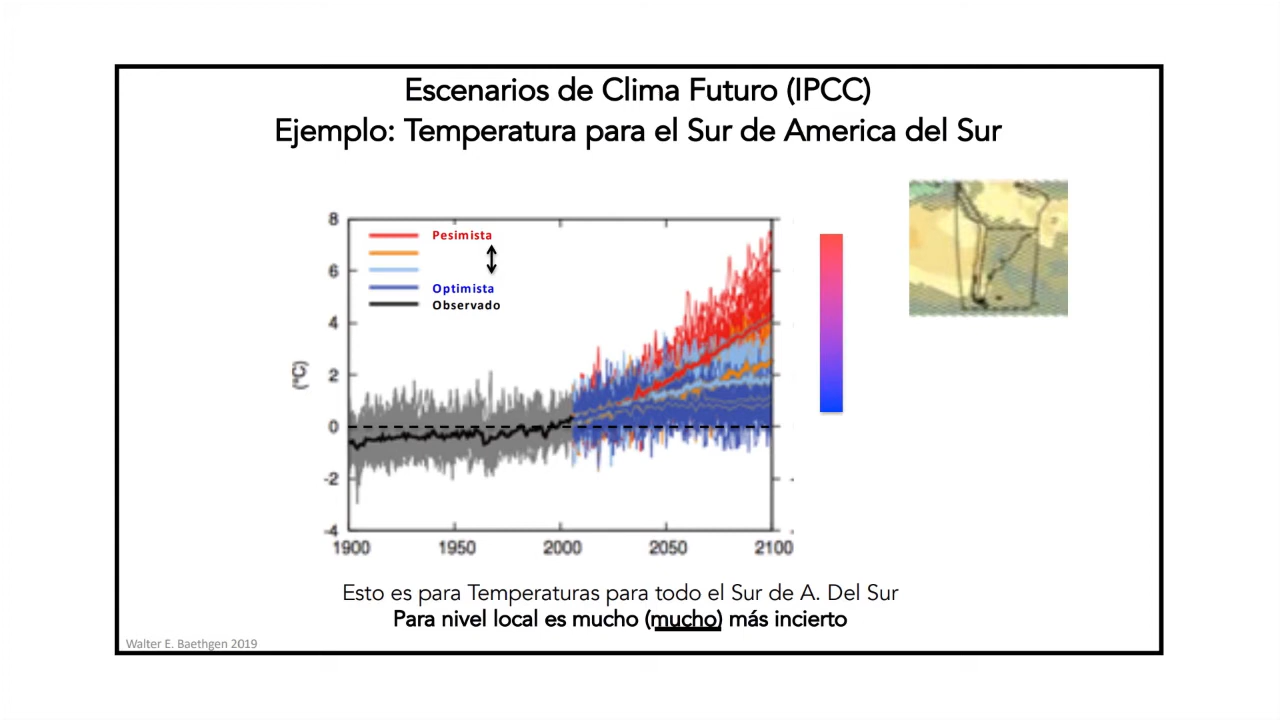 Escenarios de Clima Futuro (IPCC)
Ejemplo: Temperatura para el Sur de America del Sur
8
6
4
2
0
-2
-4
(°C)
Pesimista
Optimista
Observado
1900 1950 2000 2050 2100
Esto es para Temperaturas para todo el Sur de A. Del Sur
Para nivel local es mucho (mucho) más incierto
Walter E. Baethgen 2019